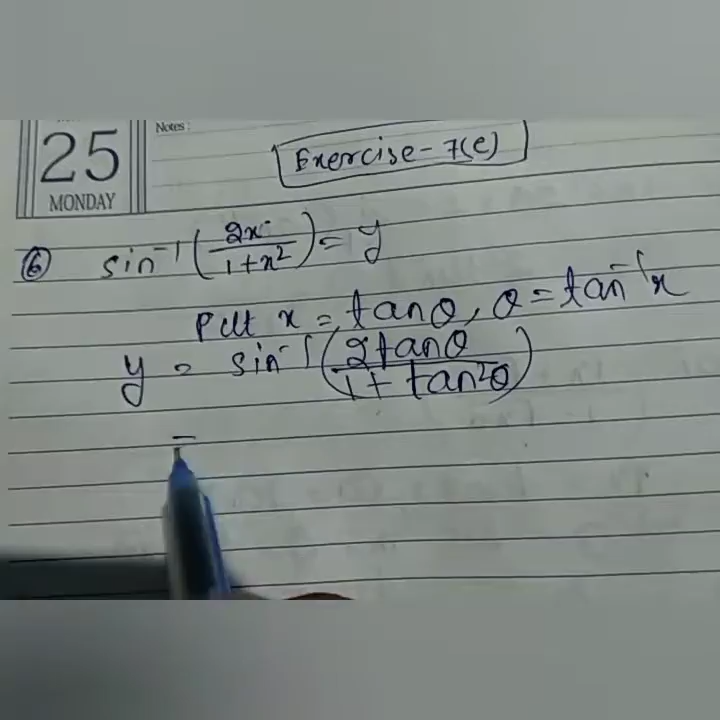 Notes:
25
MONDAY
Exercise - 7(e)
⑥ sin⁻¹(2x/1+x²) = y
Put x = tanθ, θ = tan⁻¹x
y = sin⁻¹(2tanθ/1+tan²θ)
=